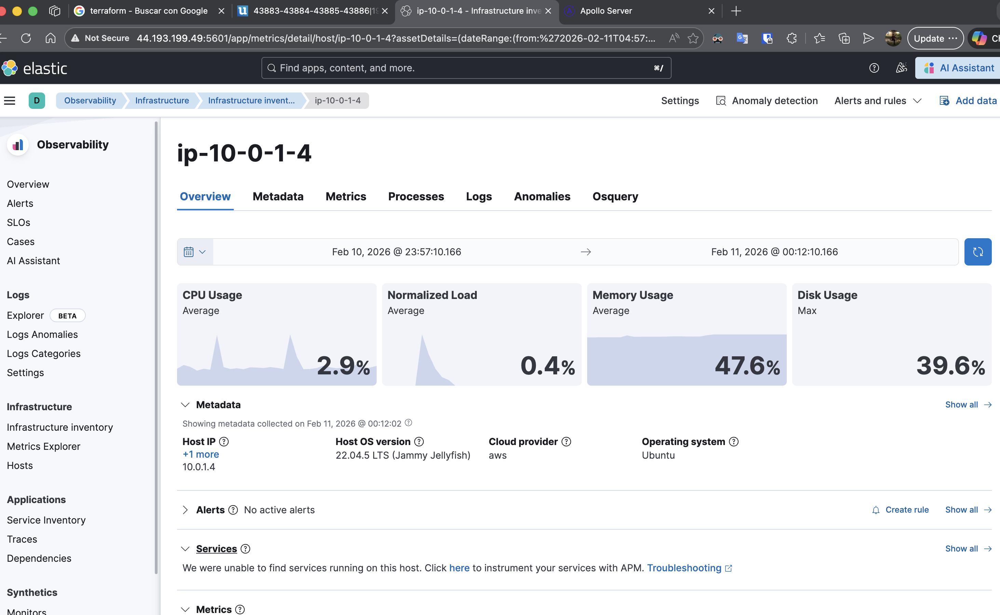 terraform - Buscar con Google
43883-43884-43885-43886|19
ip-10-0-1-4 - Infrastructure inve
Apollo Server
Not Secure 44.193.199.49:5601/app/metrics/detail/host/ip-10-0-1-4?assetDetails=(dateRange:(from:%272026-02-11T04:57:...
Update
elastic
Find apps, content, and more.
⌘/
AI Assistant
D
Observability
Infrastructure
Infrastructure invent...
ip-10-0-1-4
Settings
Anomaly detection
Alerts and rules
Add data
Observability
Overview
Alerts
SLOs
Cases
AI Assistant
Logs
Explorer BETA
Logs Anomalies
Logs Categories
Settings
Infrastructure
Infrastructure inventory
Metrics Explorer
Hosts
Applications
Service Inventory
Traces
Dependencies
Synthetics
Monitors
ip-10-0-1-4
Overview Metadata Metrics Processes Logs Anomalies Osquery
Feb 10, 2026 @ 23:57:10.166 → Feb 11, 2026 @ 00:12:10.166
CPU Usage
Average
2.9%
Normalized Load
Average
0.4%
Memory Usage
Average
47.6%
Disk Usage
Max
39.6%
Metadata
Show all
Showing metadata collected on Feb 11, 2026 @ 00:12:02
Host IP
+1 more
10.0.1.4
Host OS version
22.04.5 LTS (Jammy Jellyfish)
Cloud provider
aws
Operating system
Ubuntu
Alerts No active alerts
Create rule Show all
Services
Show all
We were unable to find services running on this host. Click here to instrument your services with APM. Troubleshooting
Metrics